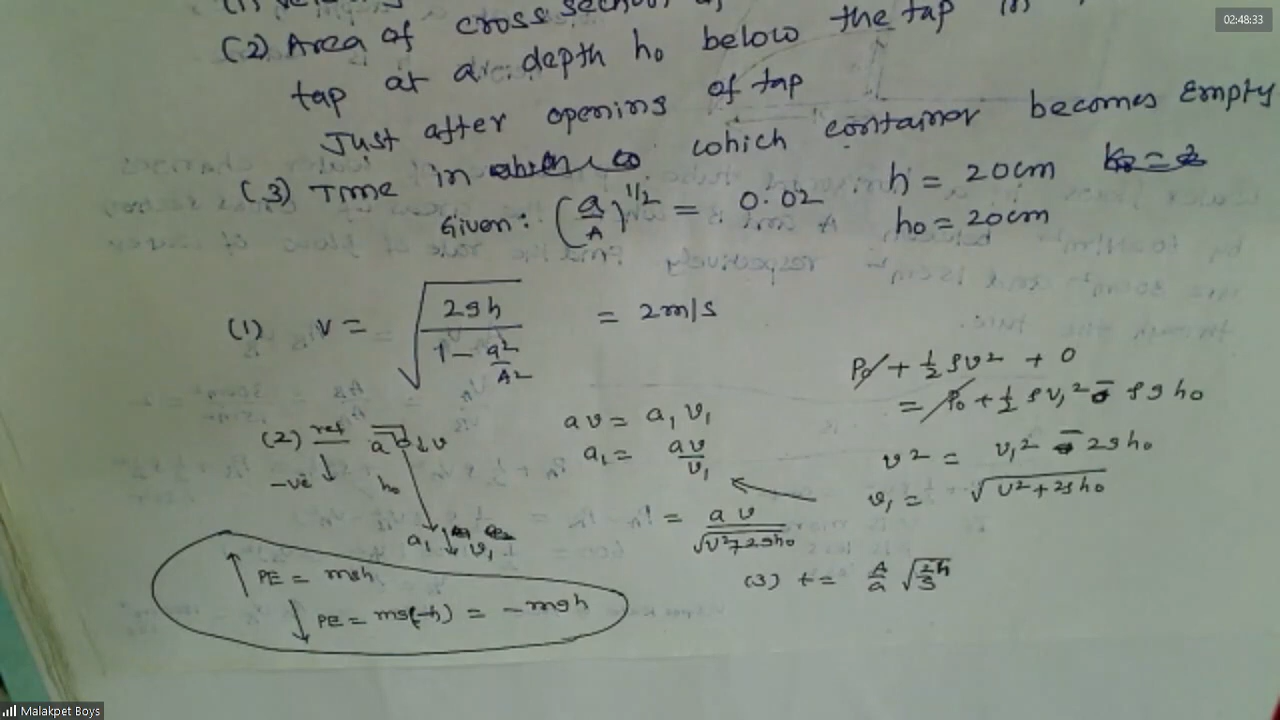 02:48:33
(2) Area of cross section
tap at a depth h₀ below the tap in
Just after opening of tap
(3) Time in which container becomes Empty
Given: (a/A)^1/2 = 0.02 h = 20cm
h₀ = 20cm
(1) v = √(2gh / (1 - a²/A²)) = 2m/s
P₀ + ½ρv² + 0
= P₀ + ½ρv₁² - ρgh₀
(2) ref a ↓v av = a₁v₁
-ve ↓ h₀ a₁ = av/v₁
v² = v₁² - 2gh₀
v₁ = √(v²+2gh₀)
a₁ ↓ v₁ = av/√(v²+2gh₀)
(3) t = A/a √(2h/g)
↑ PE = mgh
↓ PE = mg(-h) = -mgh
Malakpet Boys